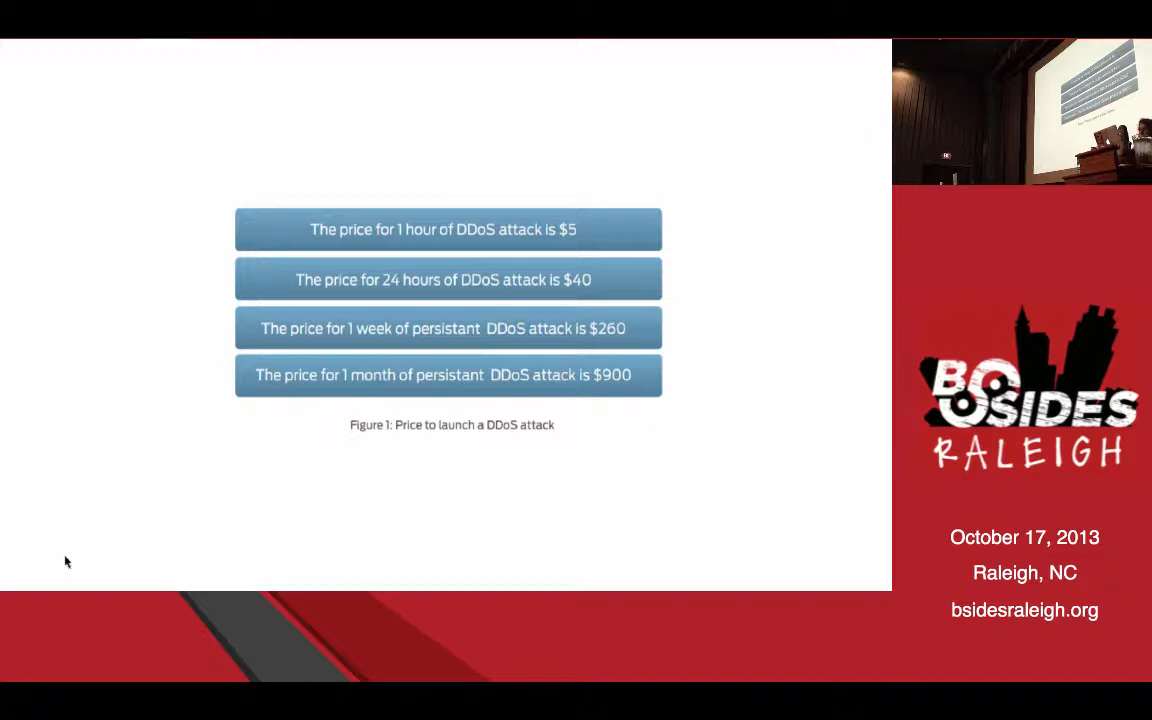 The price for 1 hour of DDoS attack is $5
The price for 24 hours of DDoS attack is $40
The price for 1 week of persistant DDoS attack is $260
The price for 1 month of persistant DDoS attack is $900
Figure 1: Price to launch a DDoS attack
BSIDES
RALEIGH
October 17, 2013
Raleigh, NC
bsidesraleigh.org